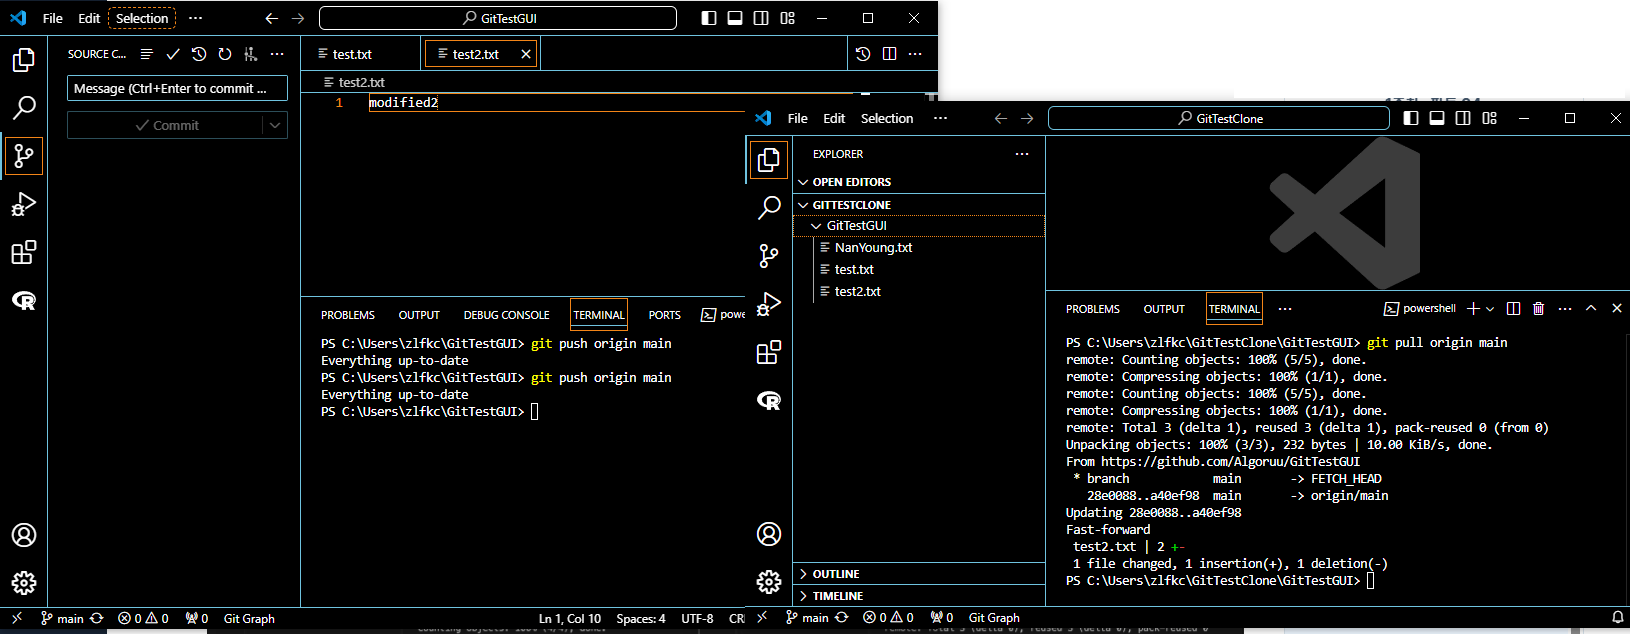 File Edit Selection ··· GitTestGUI
SOURCE C...
Message (Ctrl+Enter to commit ...
Commit
test.txt test2.txt
test2.txt
1 modified2
PROBLEMS OUTPUT DEBUG CONSOLE TERMINAL PORTS powe
PS C:\Users\zlfkc\GitTestGUI> git push origin main
Everything up-to-date
PS C:\Users\zlfkc\GitTestGUI> git push origin main
Everything up-to-date
PS C:\Users\zlfkc\GitTestGUI>
main 0 0 0 Git Graph Ln 1, Col 10 Spaces: 4 UTF-8 CR
File Edit Selection ··· GitTestClone
EXPLORER
OPEN EDITORS
GITTESTCLONE
GitTestGUI
NanYoung.txt
test.txt
test2.txt
OUTLINE
TIMELINE
PROBLEMS OUTPUT TERMINAL ··· powershell
PS C:\Users\zlfkc\GitTestClone\GitTestGUI> git pull origin main
remote: Counting objects: 100% (5/5), done.
remote: Compressing objects: 100% (1/1), done.
remote: Counting objects: 100% (5/5), done.
remote: Compressing objects: 100% (1/1), done.
remote: Total 3 (delta 1), reused 3 (delta 1), pack-reused 0 (from 0)
Unpacking objects: 100% (3/3), 232 bytes | 10.00 KiB/s, done.
From https://github.com/Algoruu/GitTestGUI
* branch main -> FETCH_HEAD
28e0088..a40ef98 main -> origin/main
Updating 28e0088..a40ef98
Fast-forward
test2.txt | 2 +-
1 file changed, 1 insertion(+), 1 deletion(-)
PS C:\Users\zlfkc\GitTestClone\GitTestGUI>
main 0 0 0 Git Graph